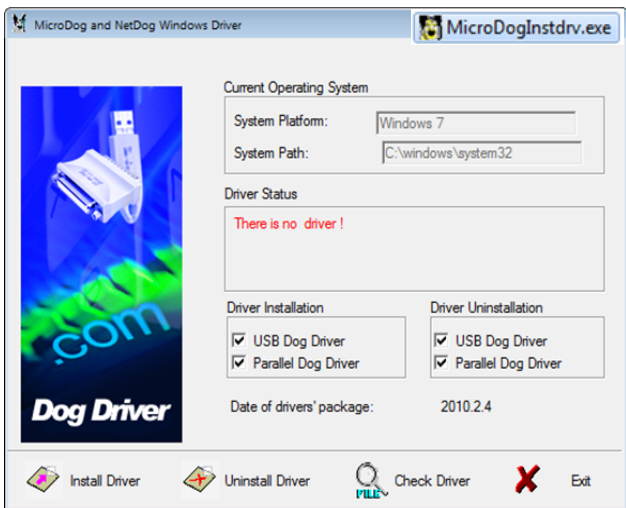 MicroDog and NetDog Windows Driver
MicroDogInstdrv.exe
Current Operating System
System Platform: Windows 7
System Path: C:\windows\system32
Driver Status
There is no driver !
Driver Installation Driver Uninstallation
USB Dog Driver USB Dog Driver
Parallel Dog Driver Parallel Dog Driver
.com
Dog Driver
Date of drivers' package: 2010.2.4
Install Driver Uninstall Driver FILE Check Driver Exit